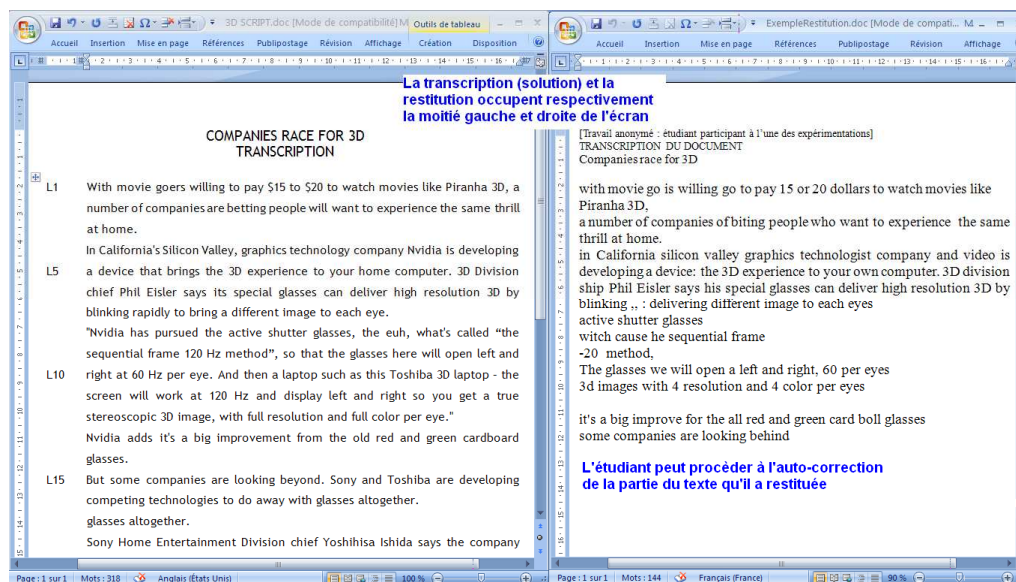 3D SCRIPT.doc [Mode de compatibilité] M
Outils de tableau
Accueil Insertion Mise en page Références Publipostage Révision Affichage Création Disposition
La transcription (solution) et la
restitution occupent respectivement
la moitié gauche et droite de l'écran
COMPANIES RACE FOR 3D
TRANSCRIPTION
L1 With movie goers willing to pay $15 to $20 to watch movies like Piranha 3D, a
number of companies are betting people will want to experience the same thrill
at home.
In California's Silicon Valley, graphics technology company Nvidia is developing
L5 a device that brings the 3D experience to your home computer. 3D Division
chief Phil Eisler says its special glasses can deliver high resolution 3D by
blinking rapidly to bring a different image to each eye.
"Nvidia has pursued the active shutter glasses, the euh, what's called “the
sequential frame 120 Hz method”, so that the glasses here will open left and
L10 right at 60 Hz per eye. And then a laptop such as this Toshiba 3D laptop - the
screen will work at 120 Hz and display left and right so you get a true
stereoscopic 3D image, with full resolution and full color per eye."
Nvidia adds it's a big improvement from the old red and green cardboard
glasses.
L15 But some companies are looking beyond. Sony and Toshiba are developing
competing technologies to do away with glasses altogether.
glasses altogether.
Sony Home Entertainment Division chief Yoshihisa Ishida says the company
Page : 1 sur 1 Mots : 318 Anglais (États Unis) 100 %
ExempleRestitution.doc [Mode de compati... M
Accueil Insertion Mise en page Références Publipostage Révision Affichage
[Travail anonymé : étudiant participant à l'une des expérimentations]
TRANSCRIPTION DU DOCUMENT
Companies race for 3D
with movie go is willing go to pay 15 or 20 dollars to watch movies like
Piranha 3D,
a number of companies of biting people who want to experience the same
thrill at home.
in California silicon valley graphics technologist company and video is
developing a device: the 3D experience to your own computer. 3D division
ship Phil Eisler says his special glasses can deliver high resolution 3D by
blinking ,, : delivering different image to each eyes
active shutter glasses
witch cause he sequential frame
-20 method,
The glasses we will open a left and right, 60 per eyes
3d images with 4 resolution and 4 color per eyes
it's a big improve for the all red and green card boll glasses
some companies are looking behind
L'étudiant peut procèder à l'auto-correction
de la partie du texte qu'il a restituée
Page : 1 sur 1 Mots : 144 Français (France) 90 %